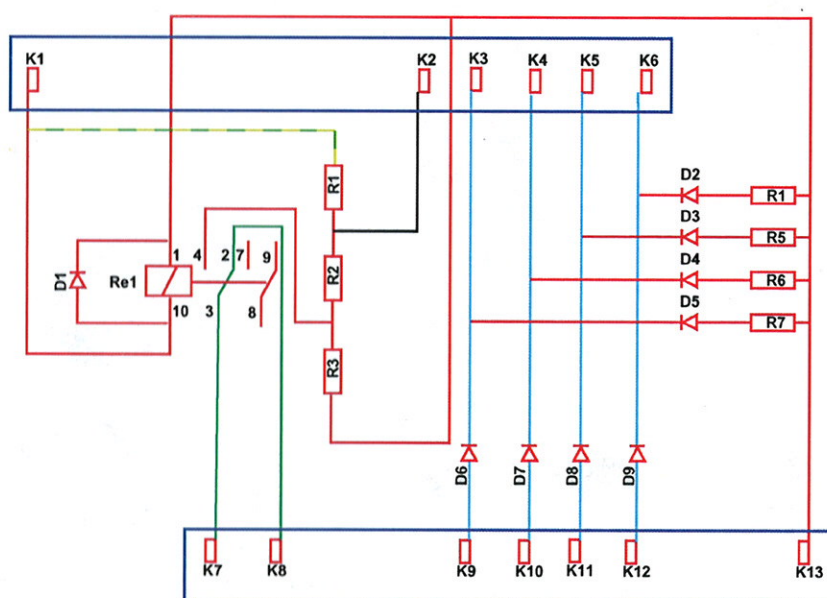 K1 K2 K3 K4 K5 K6
R1
D2
R1
D3
R5
D4
R6
D5
R7
D1
Re1
1 4 2 7 9
10 3 8
R2
R3
D6 D7 D8 D9
K7 K8 K9 K10 K11 K12 K13